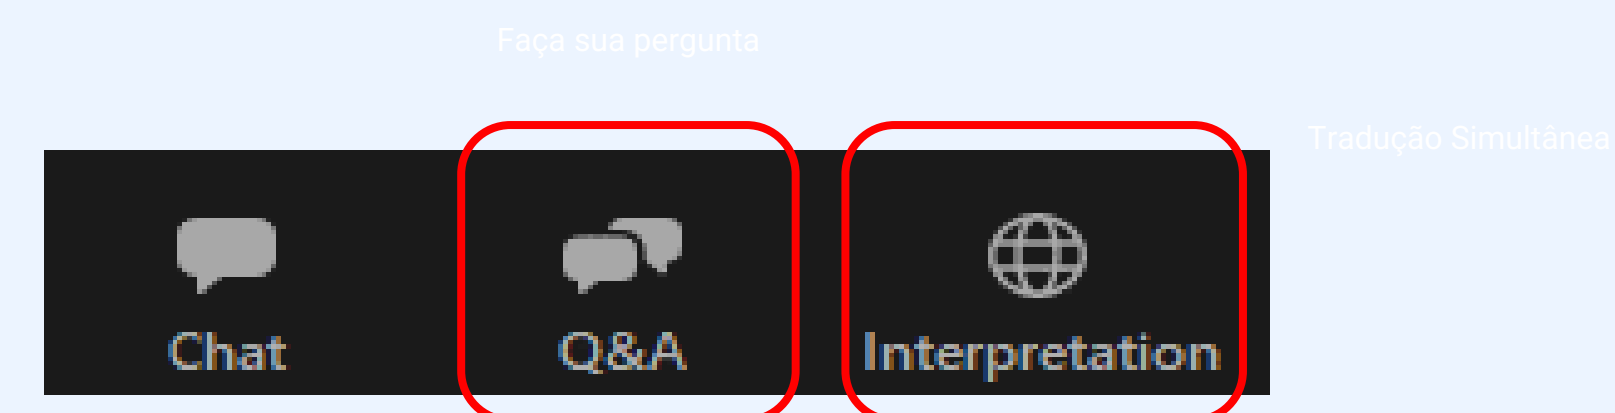 Faça sua pergunta
Tradução Simultânea
Chat
Q&A
Interpretation